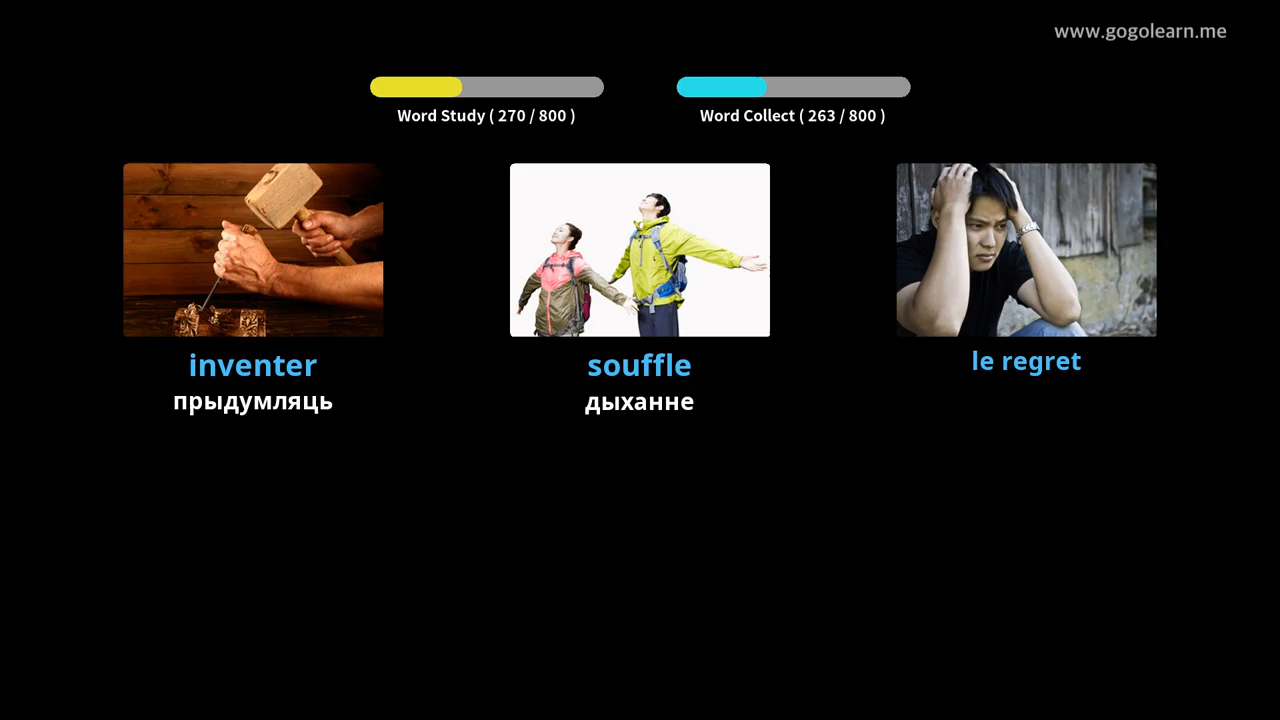 www.gogolearn.me
Word Study ( 270 / 800 )
Word Collect ( 263 / 800 )
inventer
прыдумляць
souffle
дыханне
le regret